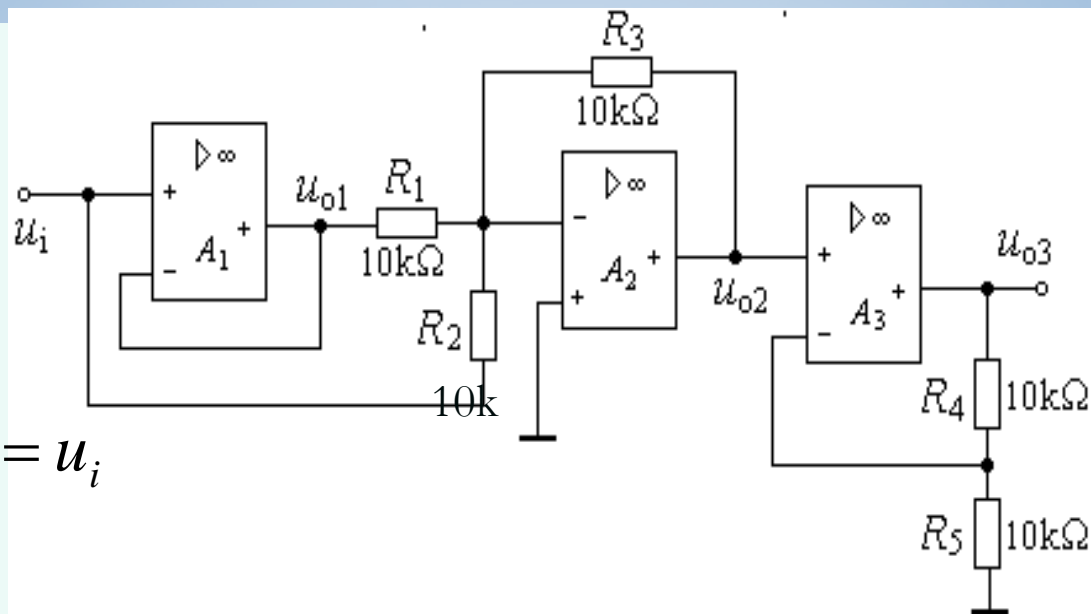 R3
10kΩ
▷∞
+
−
+
A1
ui
uo1
R1
10kΩ
R2
10k
▷∞
−
+
+
A2
uo2
▷∞
+
−
+
A3
uo3
R4 10kΩ
R5 10kΩ
= ui